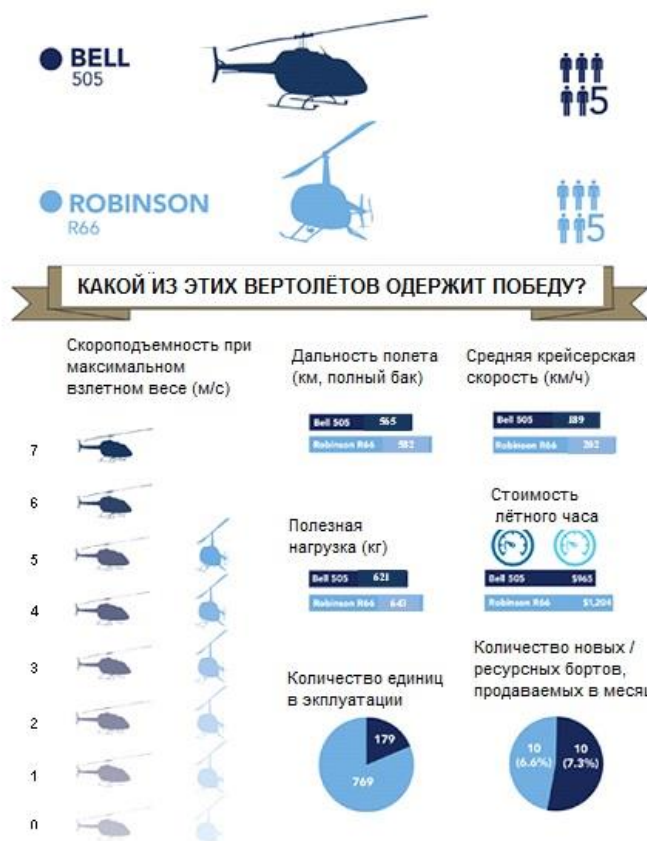 BELL
505
5
ROBINSON
R66
5
КАКОЙ ИЗ ЭТИХ ВЕРТОЛЁТОВ ОДЕРЖИТ ПОБЕДУ?
Скороподъемность при
максимальном
взлетном весе (м/с)
7
6
5
4
3
2
1
0
Дальность полета
(км, полный бак)
Bell 505 565
Robinson R66 582
Средняя крейсерская
скорость (км/ч)
Bell 505 189
Robinson R66 202
Полезная
нагрузка (кг)
Bell 505 621
Robinson R66 643
Стоимость
лётного часа
Bell 505 $965
Robinson R66 $1,204
Количество единиц
в экплуатации
179
769
Количество новых /
ресурсных бортов,
продаваемых в месяц
10
(6.6%)
10
(7.3%)